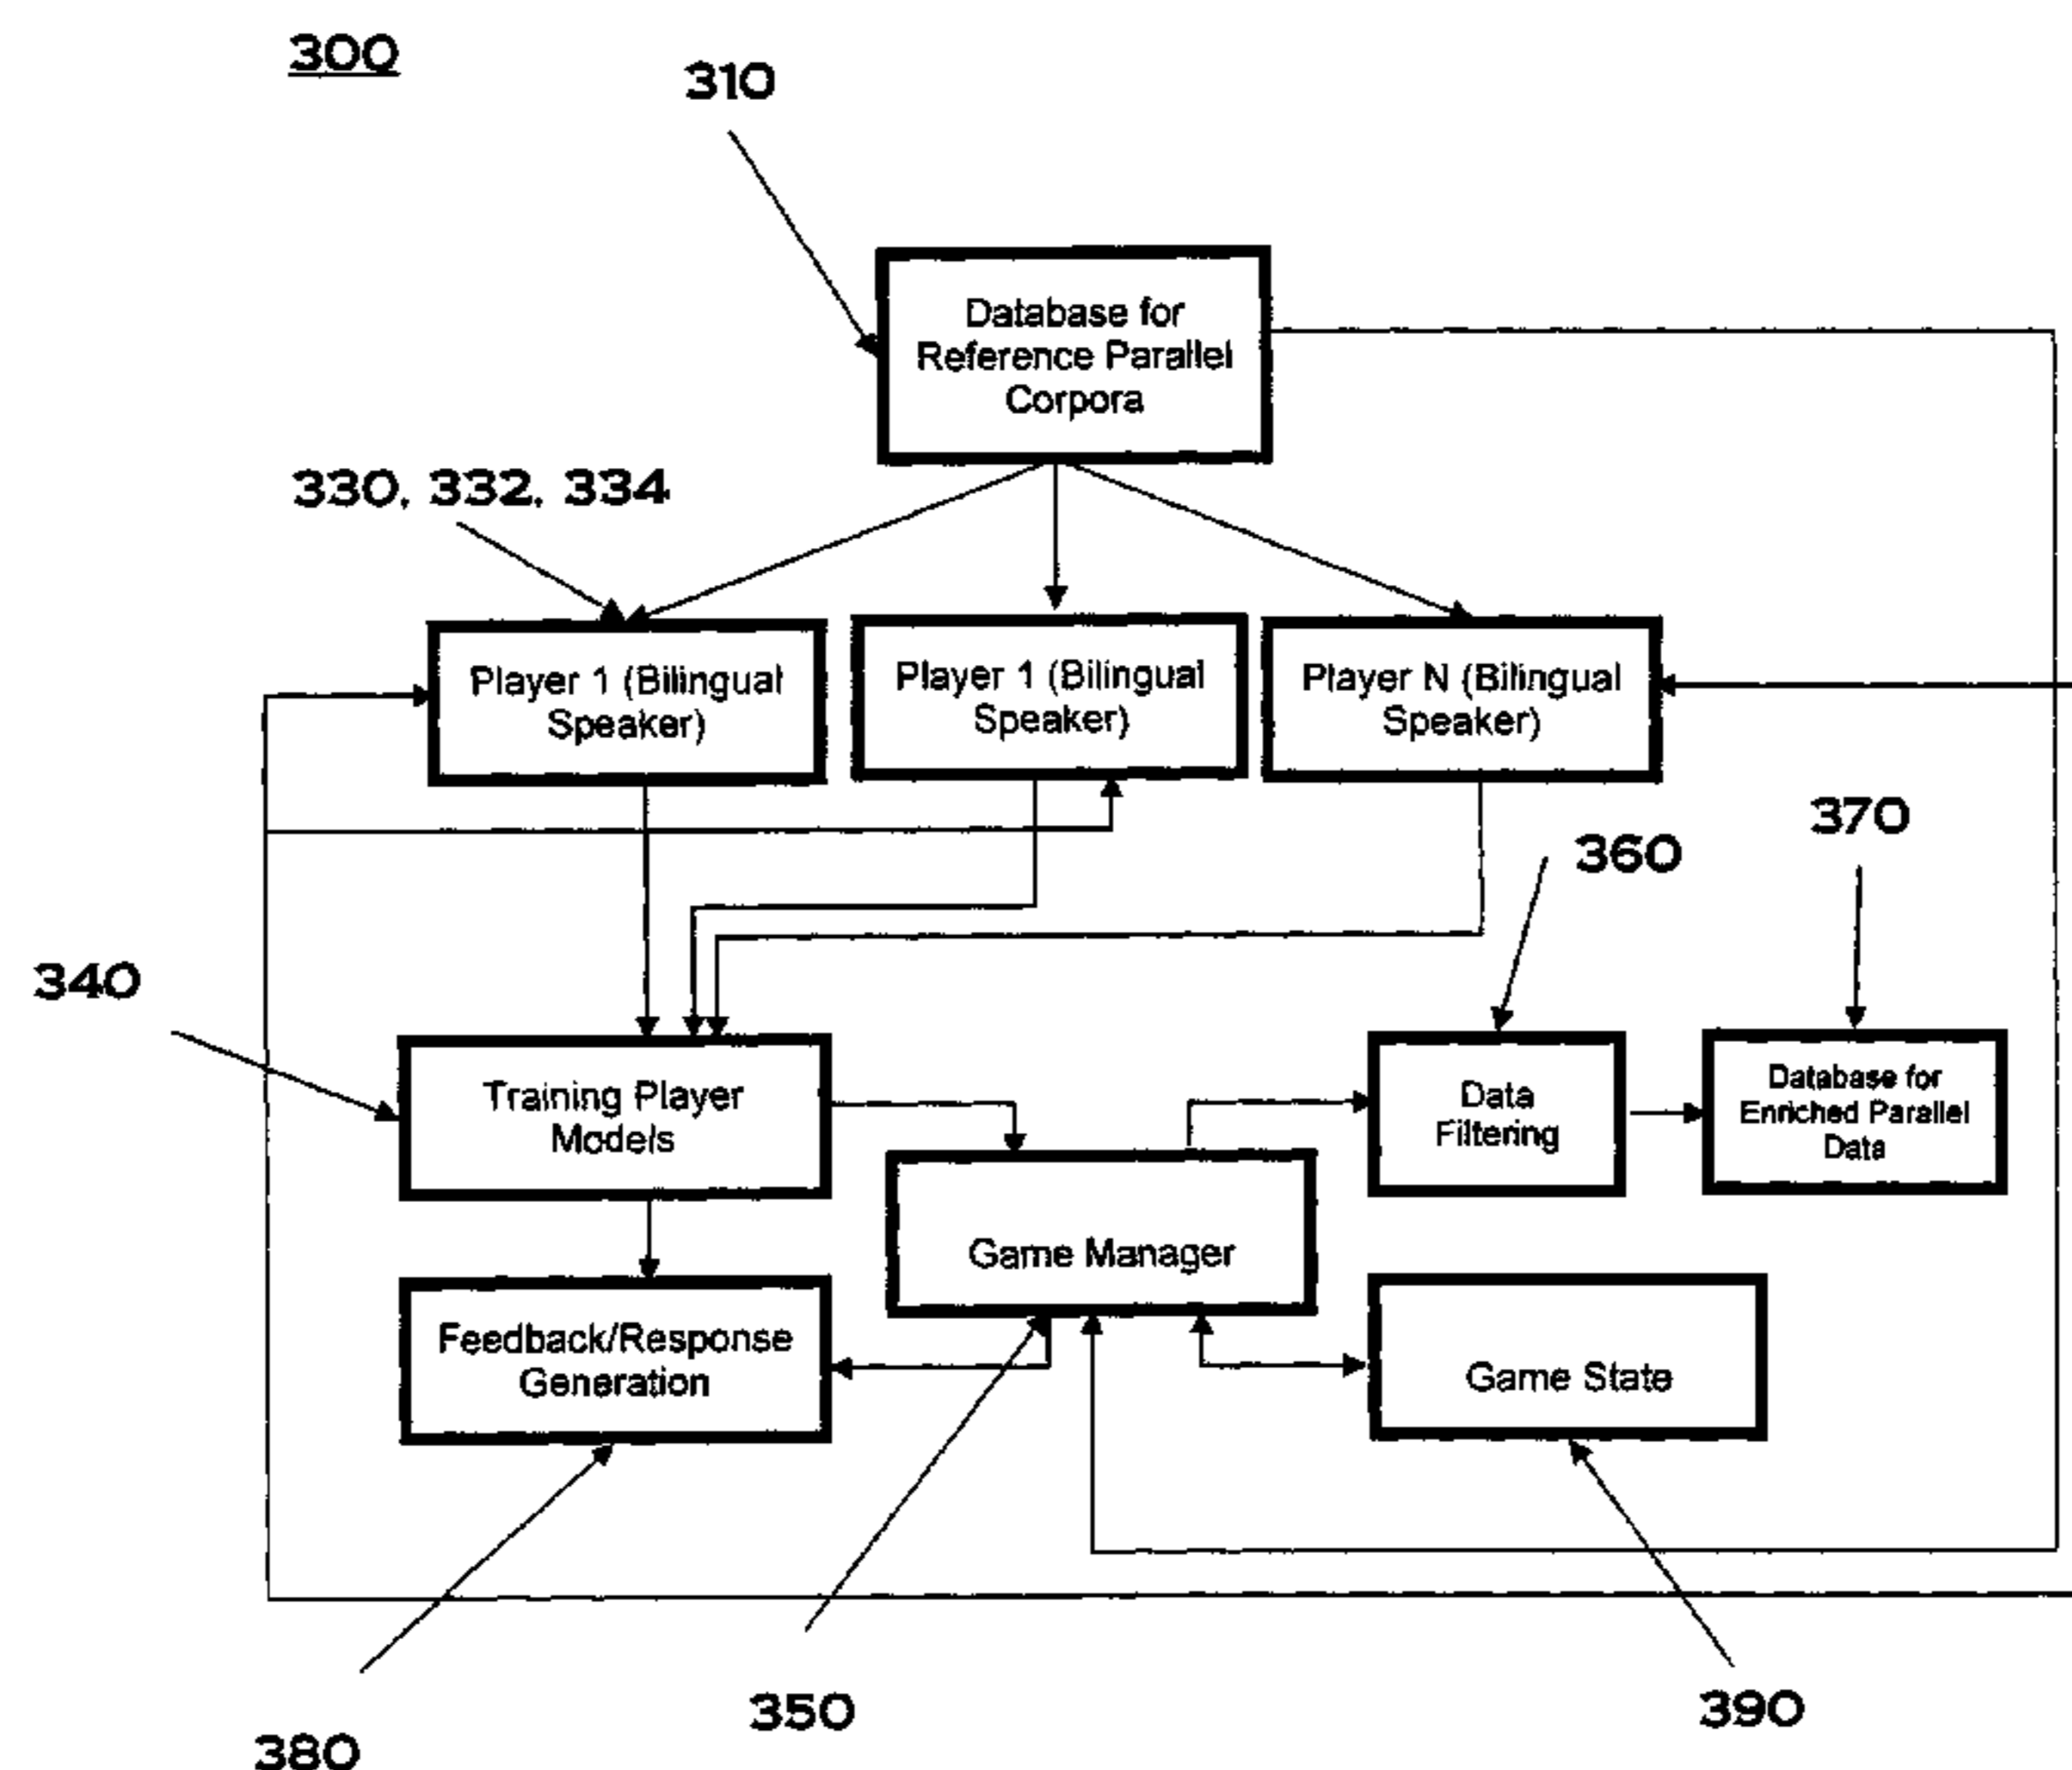 300
310
Database for
Reference Parallel
Corpora
330, 332, 334
Player 1 (Bilingual
Speaker)
Player 1 (Bilingual
Speaker)
Player N (Bilingual
Speaker)
370
360
340
Training Player
Models
Data
Filtering
Database for
Enriched Parallel
Data
Game Manager
Feedback/Response
Generation
Game State
350
390
380